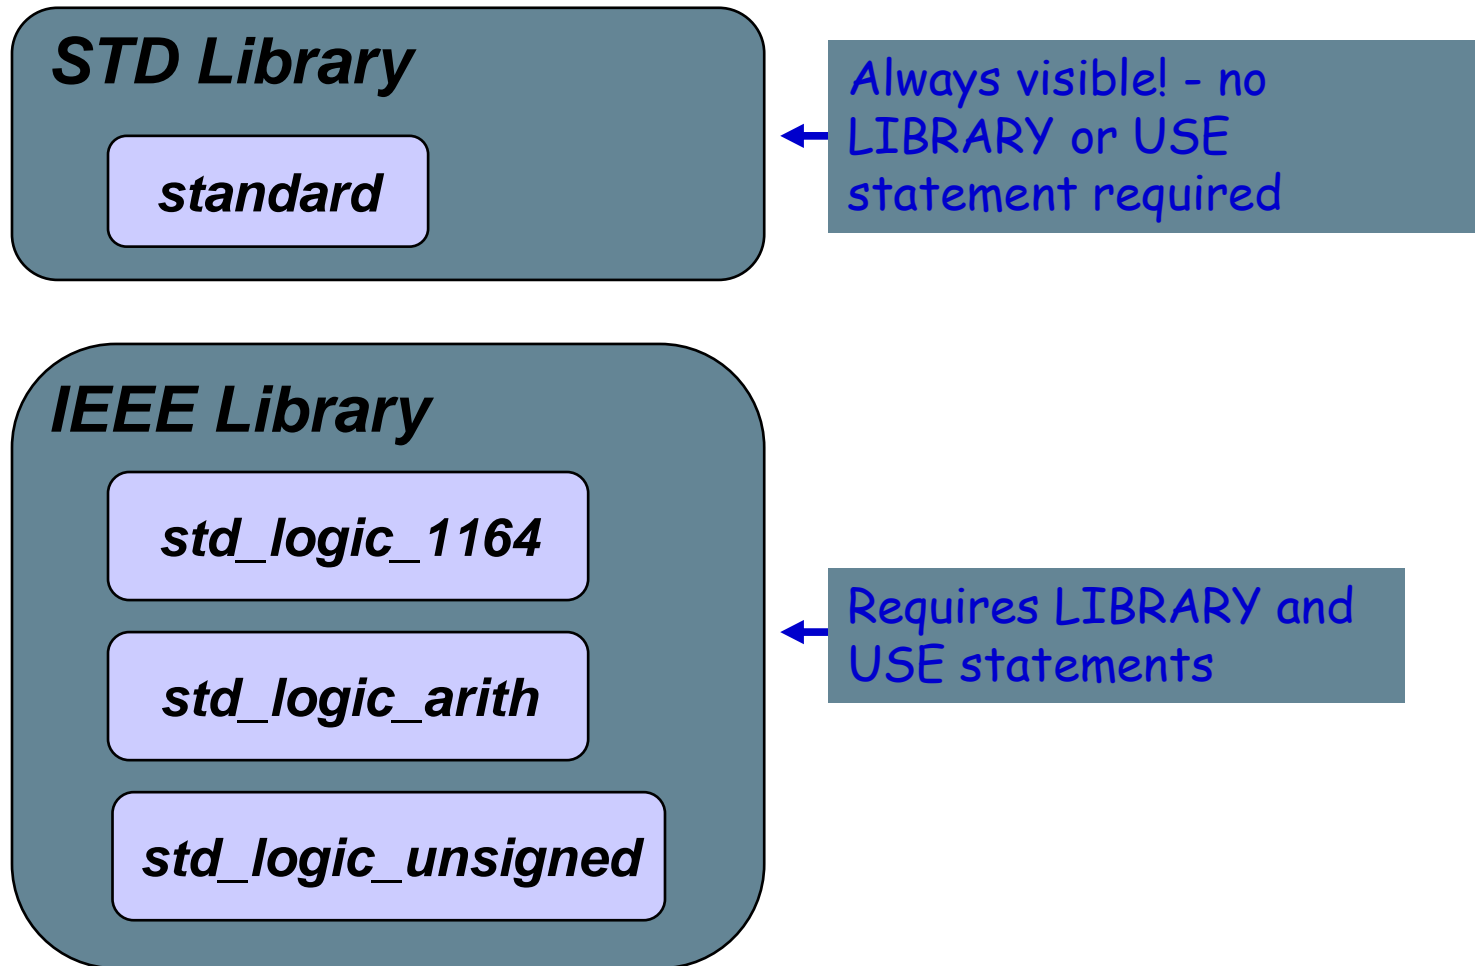 STD Library
standard
Always visible! - no
LIBRARY or USE
statement required
IEEE Library
std_logic_1164
std_logic_arith
std_logic_unsigned
Requires LIBRARY and
USE statements